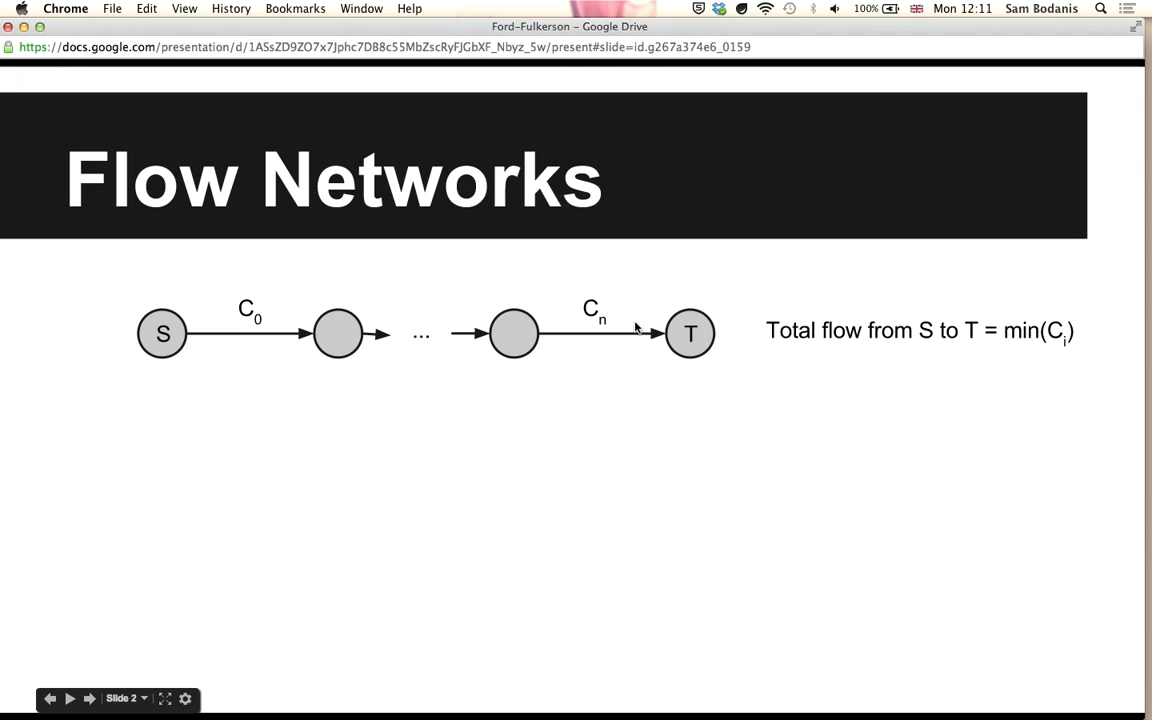 Chrome File Edit View History Bookmarks Window Help 100% Mon 12:11 Sam Bodanis
Ford-Fulkerson – Google Drive
https://docs.google.com/presentation/d/1ASsZD9ZO7x7Jphc7DB8c55MbZscRyFJGbXF_Nbyz_5w/present#slide=id.g267a374e6_0159
Flow Networks
C0 Cn
S ... T Total flow from S to T = min(Ci)
Slide 2